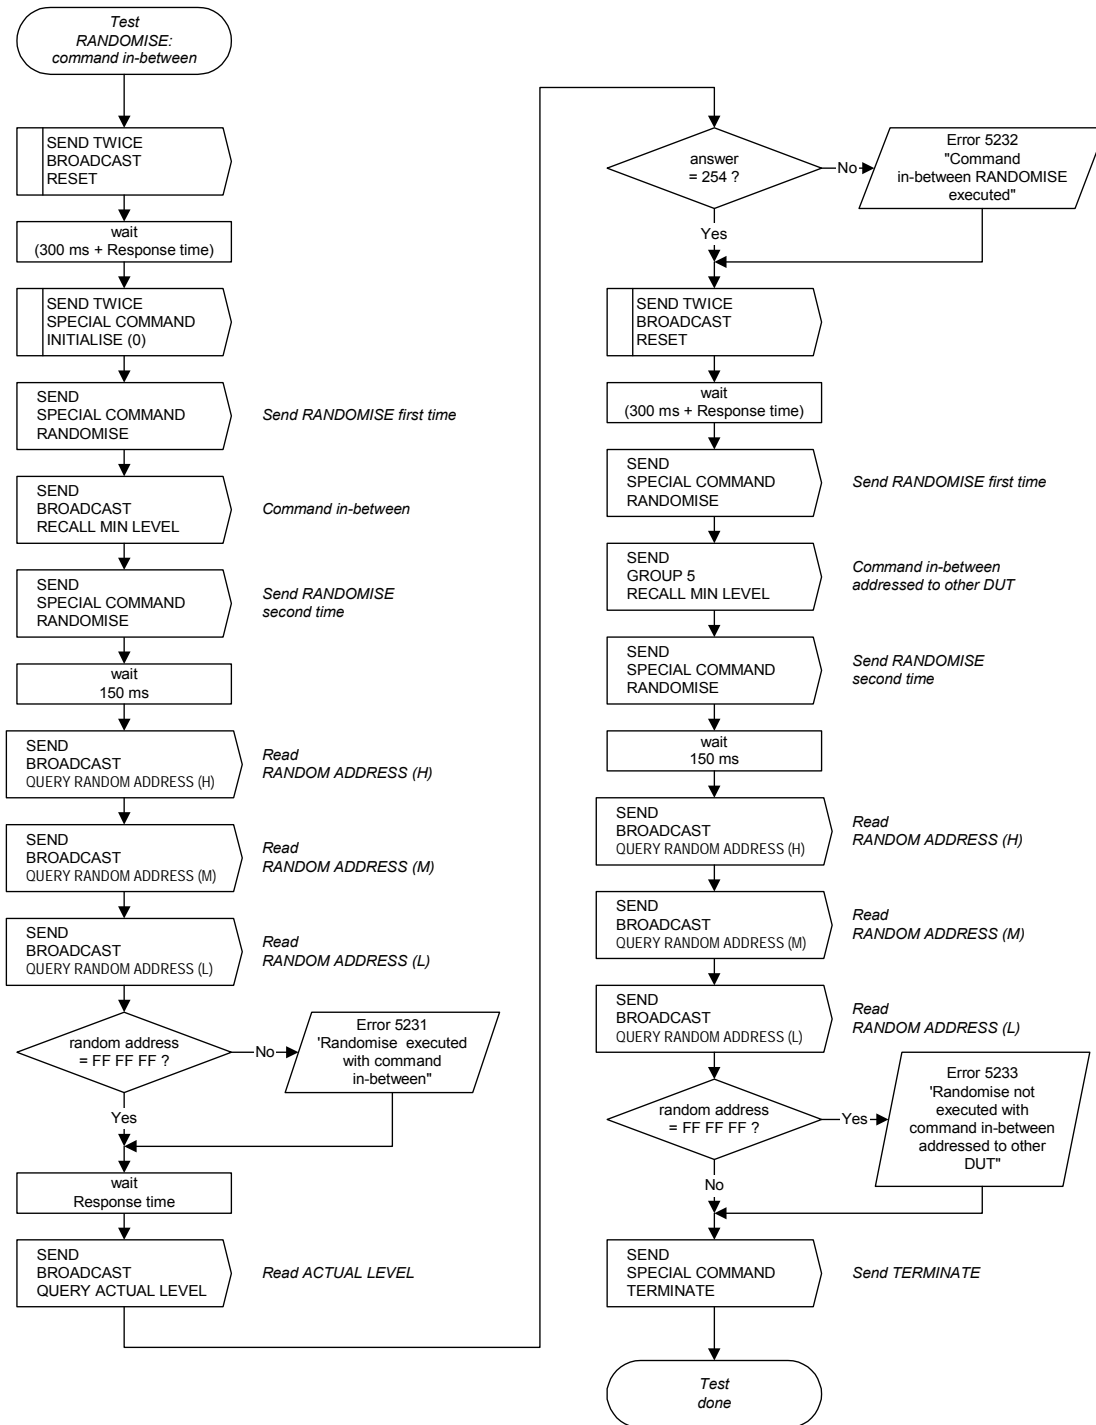 Test
RANDOMISE:
command in-between
SEND TWICE
BROADCAST
RESET
wait
(300 ms + Response time)
SEND TWICE
SPECIAL COMMAND
INITIALISE (0)
SEND
SPECIAL COMMAND
RANDOMISE
Send RANDOMISE first time
SEND
BROADCAST
RECALL MIN LEVEL
Command in-between
SEND
SPECIAL COMMAND
RANDOMISE
Send RANDOMISE
second time
wait
150 ms
SEND
BROADCAST
QUERY RANDOM ADDRESS (H)
Read
RANDOM ADDRESS (H)
SEND
BROADCAST
QUERY RANDOM ADDRESS (M)
Read
RANDOM ADDRESS (M)
SEND
BROADCAST
QUERY RANDOM ADDRESS (L)
Read
RANDOM ADDRESS (L)
random address
= FF FF FF ?
No
Error 5231
'Randomise executed
with command
in-between"
Yes
wait
Response time
SEND
BROADCAST
QUERY ACTUAL LEVEL
Read ACTUAL LEVEL
answer
= 254 ?
No
Error 5232
"Command
in-between RANDOMISE
executed"
Yes
SEND TWICE
BROADCAST
RESET
wait
(300 ms + Response time)
SEND
SPECIAL COMMAND
RANDOMISE
Send RANDOMISE first time
SEND
GROUP 5
RECALL MIN LEVEL
Command in-between
addressed to other DUT
SEND
SPECIAL COMMAND
RANDOMISE
Send RANDOMISE
second time
wait
150 ms
SEND
BROADCAST
QUERY RANDOM ADDRESS (H)
Read
RANDOM ADDRESS (H)
SEND
BROADCAST
QUERY RANDOM ADDRESS (M)
Read
RANDOM ADDRESS (M)
SEND
BROADCAST
QUERY RANDOM ADDRESS (L)
Read
RANDOM ADDRESS (L)
random address
= FF FF FF ?
Yes
Error 5233
'Randomise not
executed with
command in-between
addressed to other
DUT"
No
SEND
SPECIAL COMMAND
TERMINATE
Send TERMINATE
Test
done